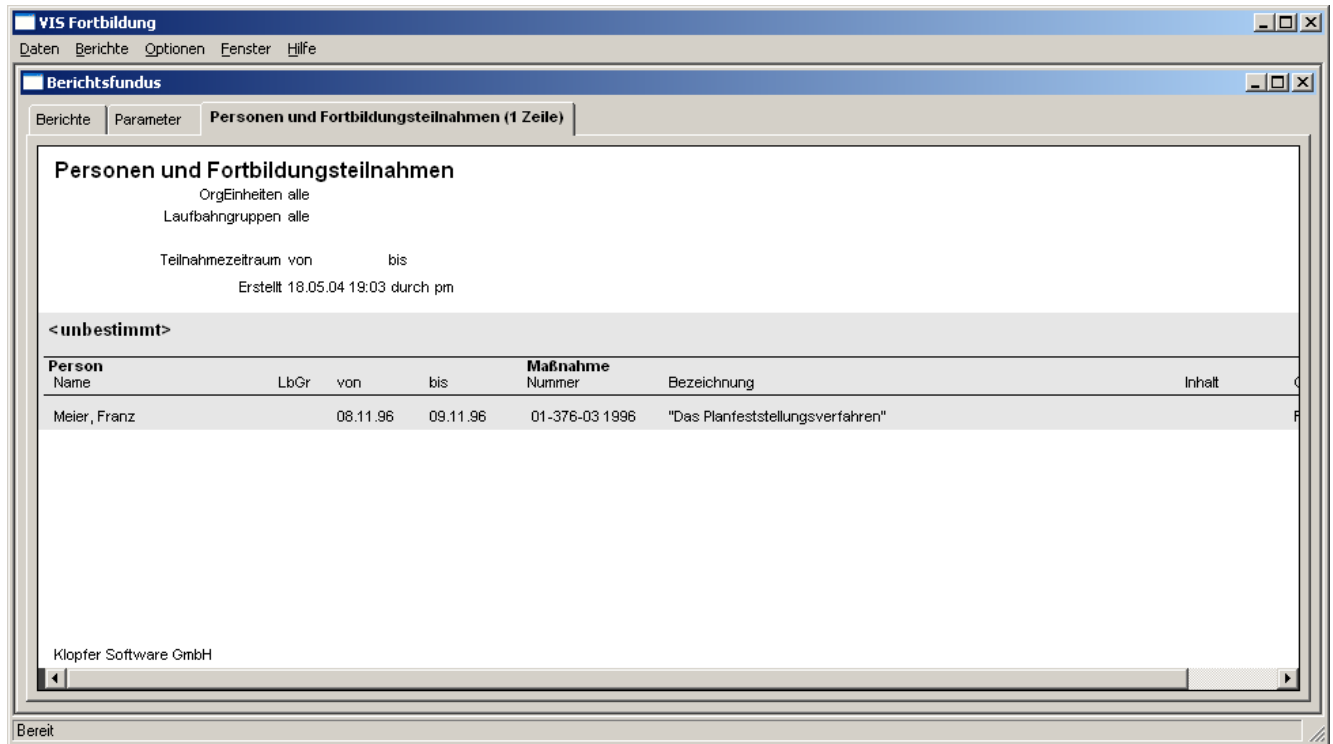 VIS Fortbildung
Daten Berichte Optionen Fenster Hilfe
Berichtsfundus
Berichte Parameter Personen und Fortbildungsteilnahmen (1 Zeile)
Personen und Fortbildungsteilnahmen
OrgEinheiten alle
Laufbahngruppen alle
Teilnahmezeitraum von bis
Erstellt 18.05.04 19:03 durch pm
<unbestimmt>
Person Maßnahme
Name LbGr von bis Nummer Bezeichnung Inhalt
Meier, Franz 08.11.96 09.11.96 01-376-03 1996 "Das Planfeststellungsverfahren"
Klopfer Software GmbH
Bereit